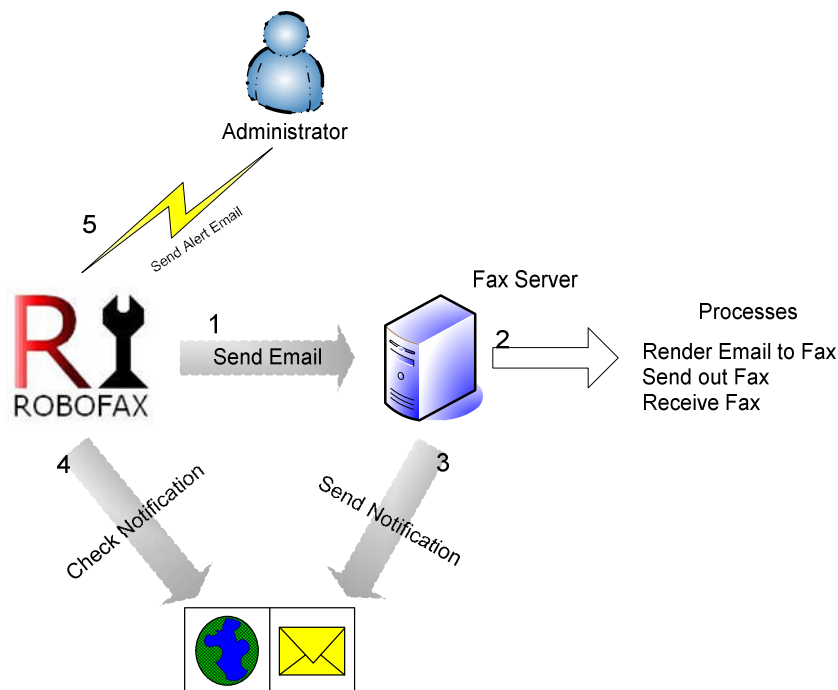 Administrator
5
Send Alert Email
Fax Server
Processes
R
ROBOFAX
1
Send Email
2
Render Email to Fax
Send out Fax
Receive Fax
4
Check Notification
3
Send Notification